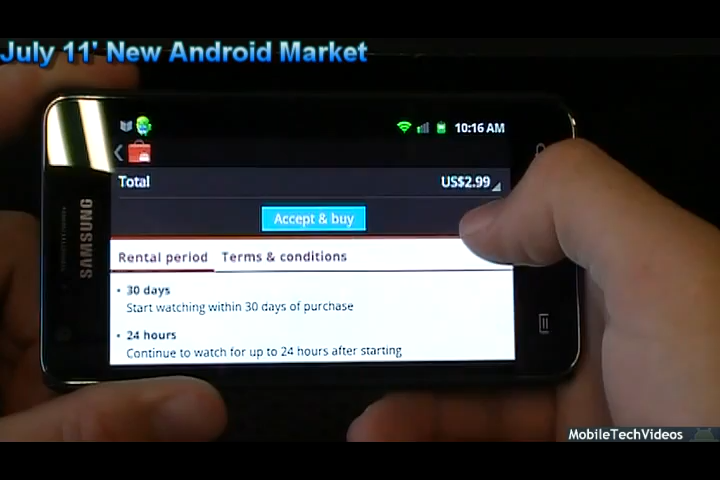 July 11' New Android Market
10:16 AM
Total US$2.99
Accept & buy
Rental period Terms & conditions
• 30 days
Start watching within 30 days of purchase
• 24 hours
Continue to watch for up to 24 hours after starting
SAMSUNG
MobileTechVideos